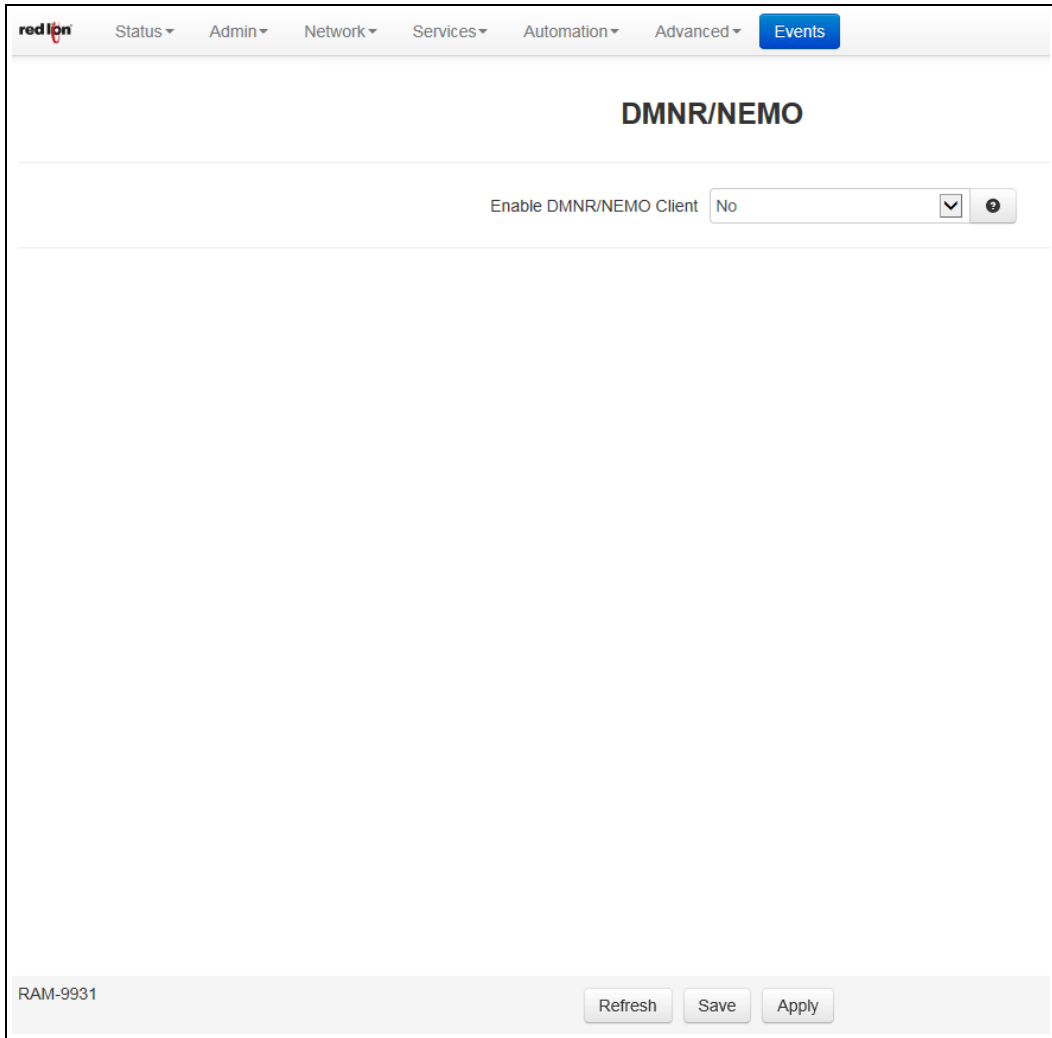 red lion Status Admin Network Services Automation Advanced Events
DMNR/NEMO
Enable DMNR/NEMO Client No
RAM-9931
Refresh Save Apply